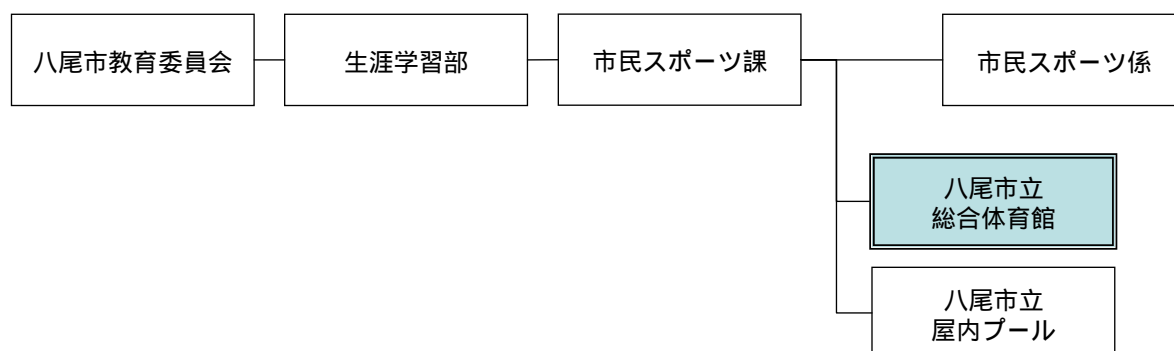 八尾市教育委員会
生涯学習部
市民スポーツ課
市民スポーツ係
八尾市立
総合体育館
八尾市立
屋内プール